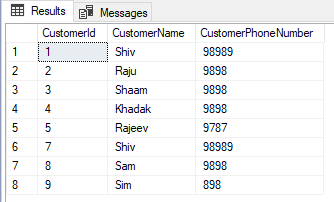 Results Messages
CustomerId CustomerName CustomerPhoneNumber
1 1 Shiv 98989
2 2 Raju 9898
3 3 Shaam 9898
4 4 Khadak 9898
5 5 Rajeev 9787
6 7 Shiv 98989
7 8 Sam 9898
8 9 Sim 898